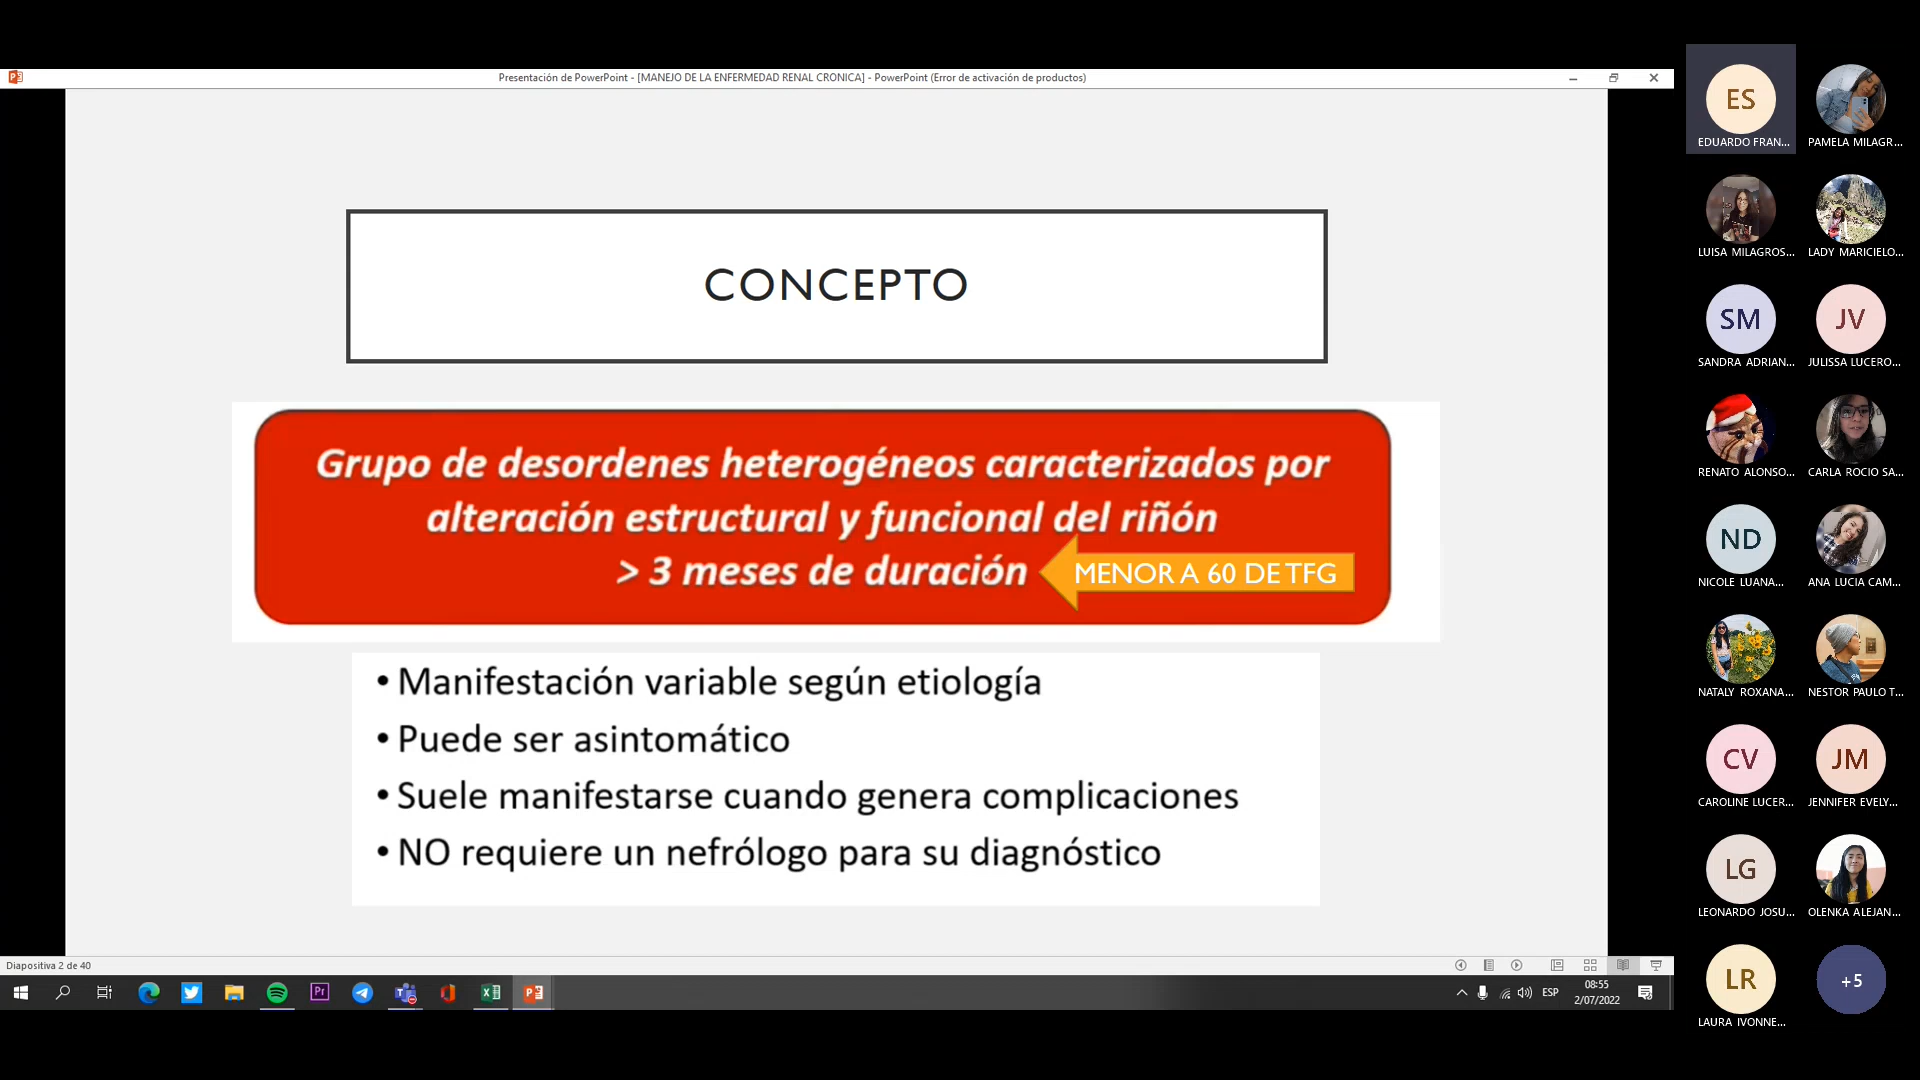 Presentación de PowerPoint - [MANEJO DE LA ENFERMEDAD RENAL CRONICA] - PowerPoint (Error de activación de productos)
CONCEPTO
Grupo de desordenes heterogéneos caracterizados por
alteración estructural y funcional del riñón
> 3 meses de duración
MENOR A 60 DE TFG
• Manifestación variable según etiología
• Puede ser asintomático
• Suele manifestarse cuando genera complicaciones
• NO requiere un nefrólogo para su diagnóstico
Diapositiva 2 de 40
Pr
ESP
08:55
2/07/2022
ES
EDUARDO FRAN...
PAMELA MILAGR...
LUISA MILAGROS...
LADY MARICIELO...
SM
SANDRA ADRIAN...
JV
JULISSA LUCERO...
RENATO ALONSO...
CARLA ROCIO SA...
ND
NICOLE LUANA...
ANA LUCIA CAM...
NATALY ROXANA...
NESTOR PAULO T...
CV
CAROLINE LUCER...
JM
JENNIFER EVELY...
LG
LEONARDO JOSU...
OLENKA ALEJAN...
LR
LAURA IVONNE...
+5